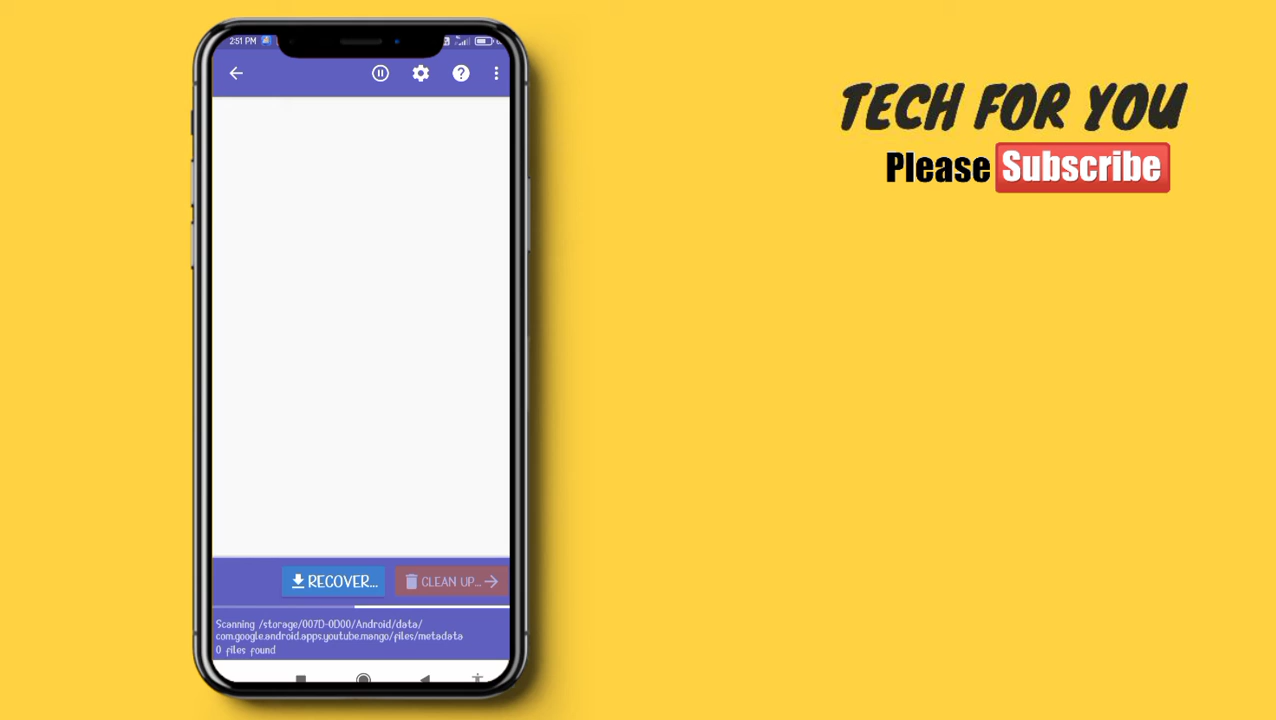 2:51 PM
RECOVER...
CLEAN UP...
Scanning /storage/007D-0D00/Android/data/
com.google.android.apps.youtube.mango/files/metadata
0 files found
TECH FOR YOU
Please Subscribe